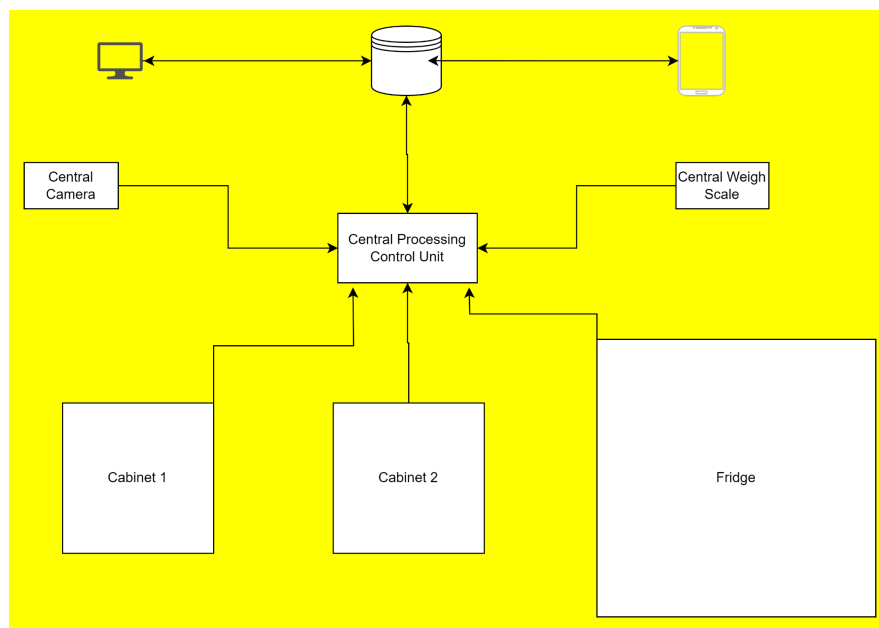 Central
Camera
Central Weigh
Scale
Central Processing
Control Unit
Cabinet 1
Cabinet 2
Fridge